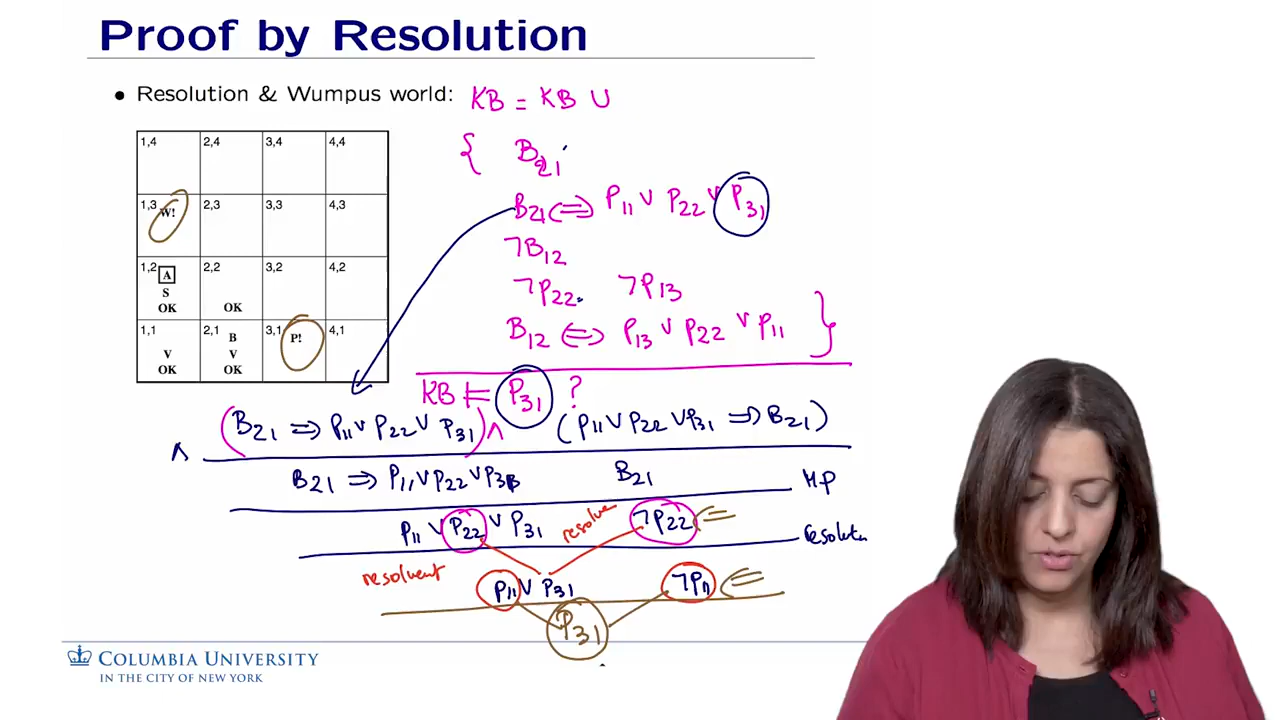 Proof by Resolution
• Resolution & Wumpus world: KB = KB ∪
1,4 2,4 3,4 4,4
{ B21
1,3 W! 2,3 3,3 4,3
B21 ⟺ P11 ∨ P22 ∨ P31
¬B12
1,2 A 2,2 3,2 4,2
S
OK OK
¬P22 ¬P13
B12 ⟺ P13 ∨ P22 ∨ P11 }
1,1 2,1 3,1 P! 4,1
B
V V
OK OK
KB ⊨ P31 ?
(B21 ⟹ P11 ∨ P22 ∨ P31) ∧ (P11 ∨ P22 ∨ P31 ⟹ B21)
∧
B21 ⟹ P11 ∨ P22 ∨ P31 B21 MP
P11 ∨ P22 ∨ P31 resolve ¬P22
resolution
resolvent P11 ∨ P31 ¬P11
P31
COLUMBIA UNIVERSITY
IN THE CITY OF NEW YORK